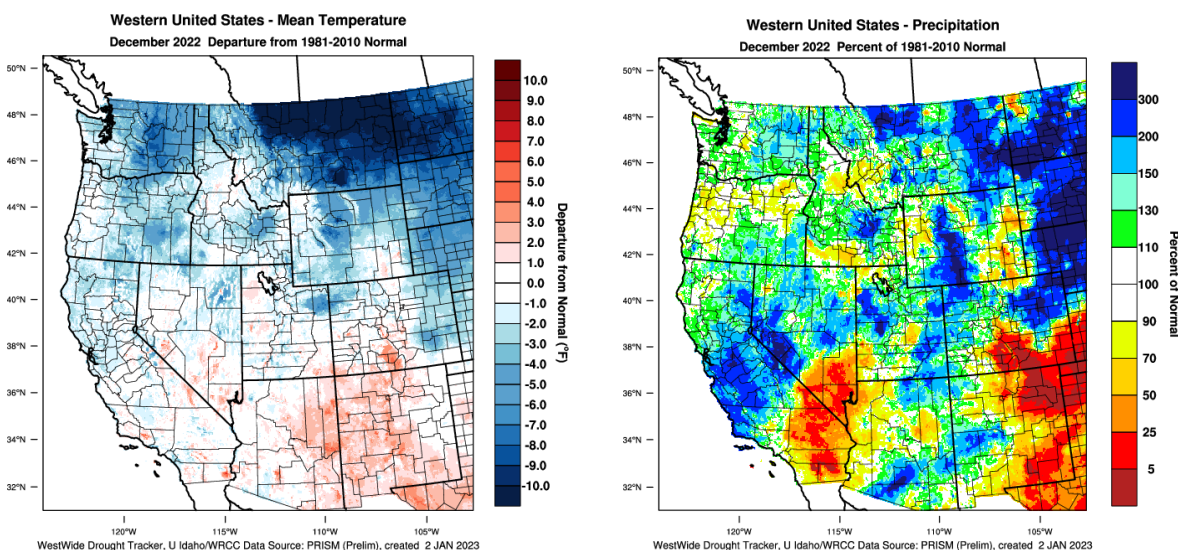 Western United States - Mean Temperature
December 2022  Departure from 1981-2010 Normal
50°N
48°N
46°N
44°N
42°N
40°N
38°N
36°N
34°N
32°N
120°W
115°W
110°W
105°W
10.0
9.0
8.0
7.0
6.0
5.0
4.0
3.0
2.0
1.0
0.0
-1.0
-2.0
-3.0
-4.0
-5.0
-6.0
-7.0
-8.0
-9.0
-10.0
Departure from Normal (°F)
WestWide Drought Tracker, U Idaho/WRCC Data Source: PRISM (Prelim), created  2 JAN 2023
Western United States - Precipitation
December 2022  Percent of 1981-2010 Normal
50°N
48°N
46°N
44°N
42°N
40°N
38°N
36°N
34°N
32°N
120°W
115°W
110°W
105°W
300
200
150
130
110
100
90
70
50
25
5
Percent of Normal
WestWide Drought Tracker, U Idaho/WRCC Data Source: PRISM (Prelim), created  2 JAN 2023